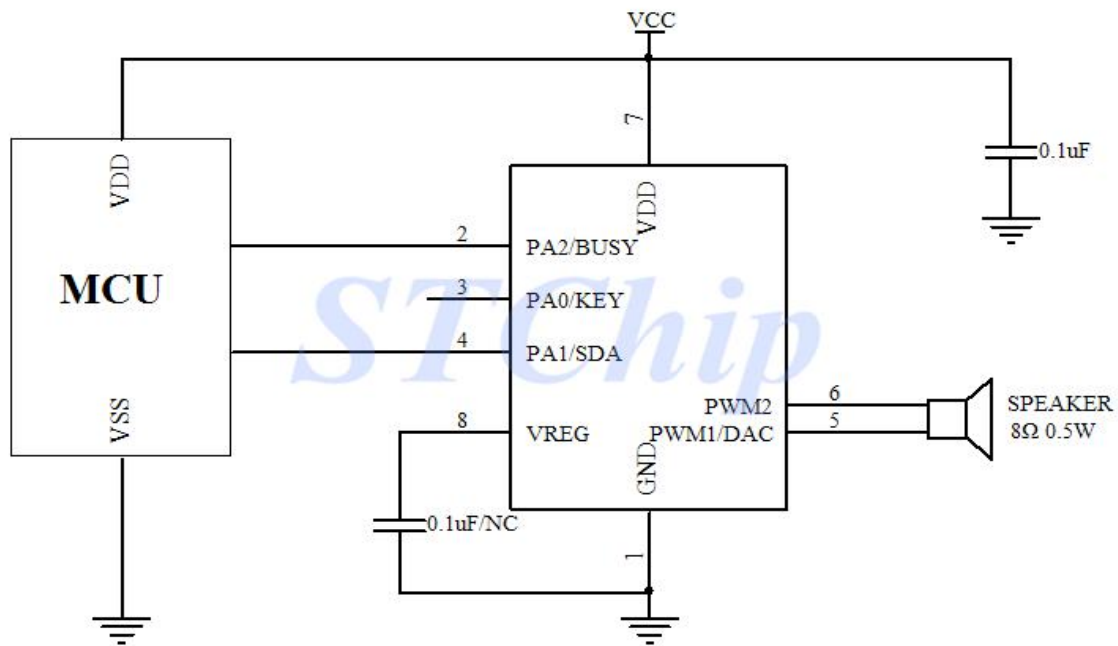 VCC
7
VDD
VDD
0.1uF
MCU
2
PA2/BUSY
3
PA0/KEY
STChip
4
PA1/SDA
VSS
PWM2
6
SPEAKER
8
VREG
PWM1/DAC
5
8Ω 0.5W
GND
0.1uF/NC
1